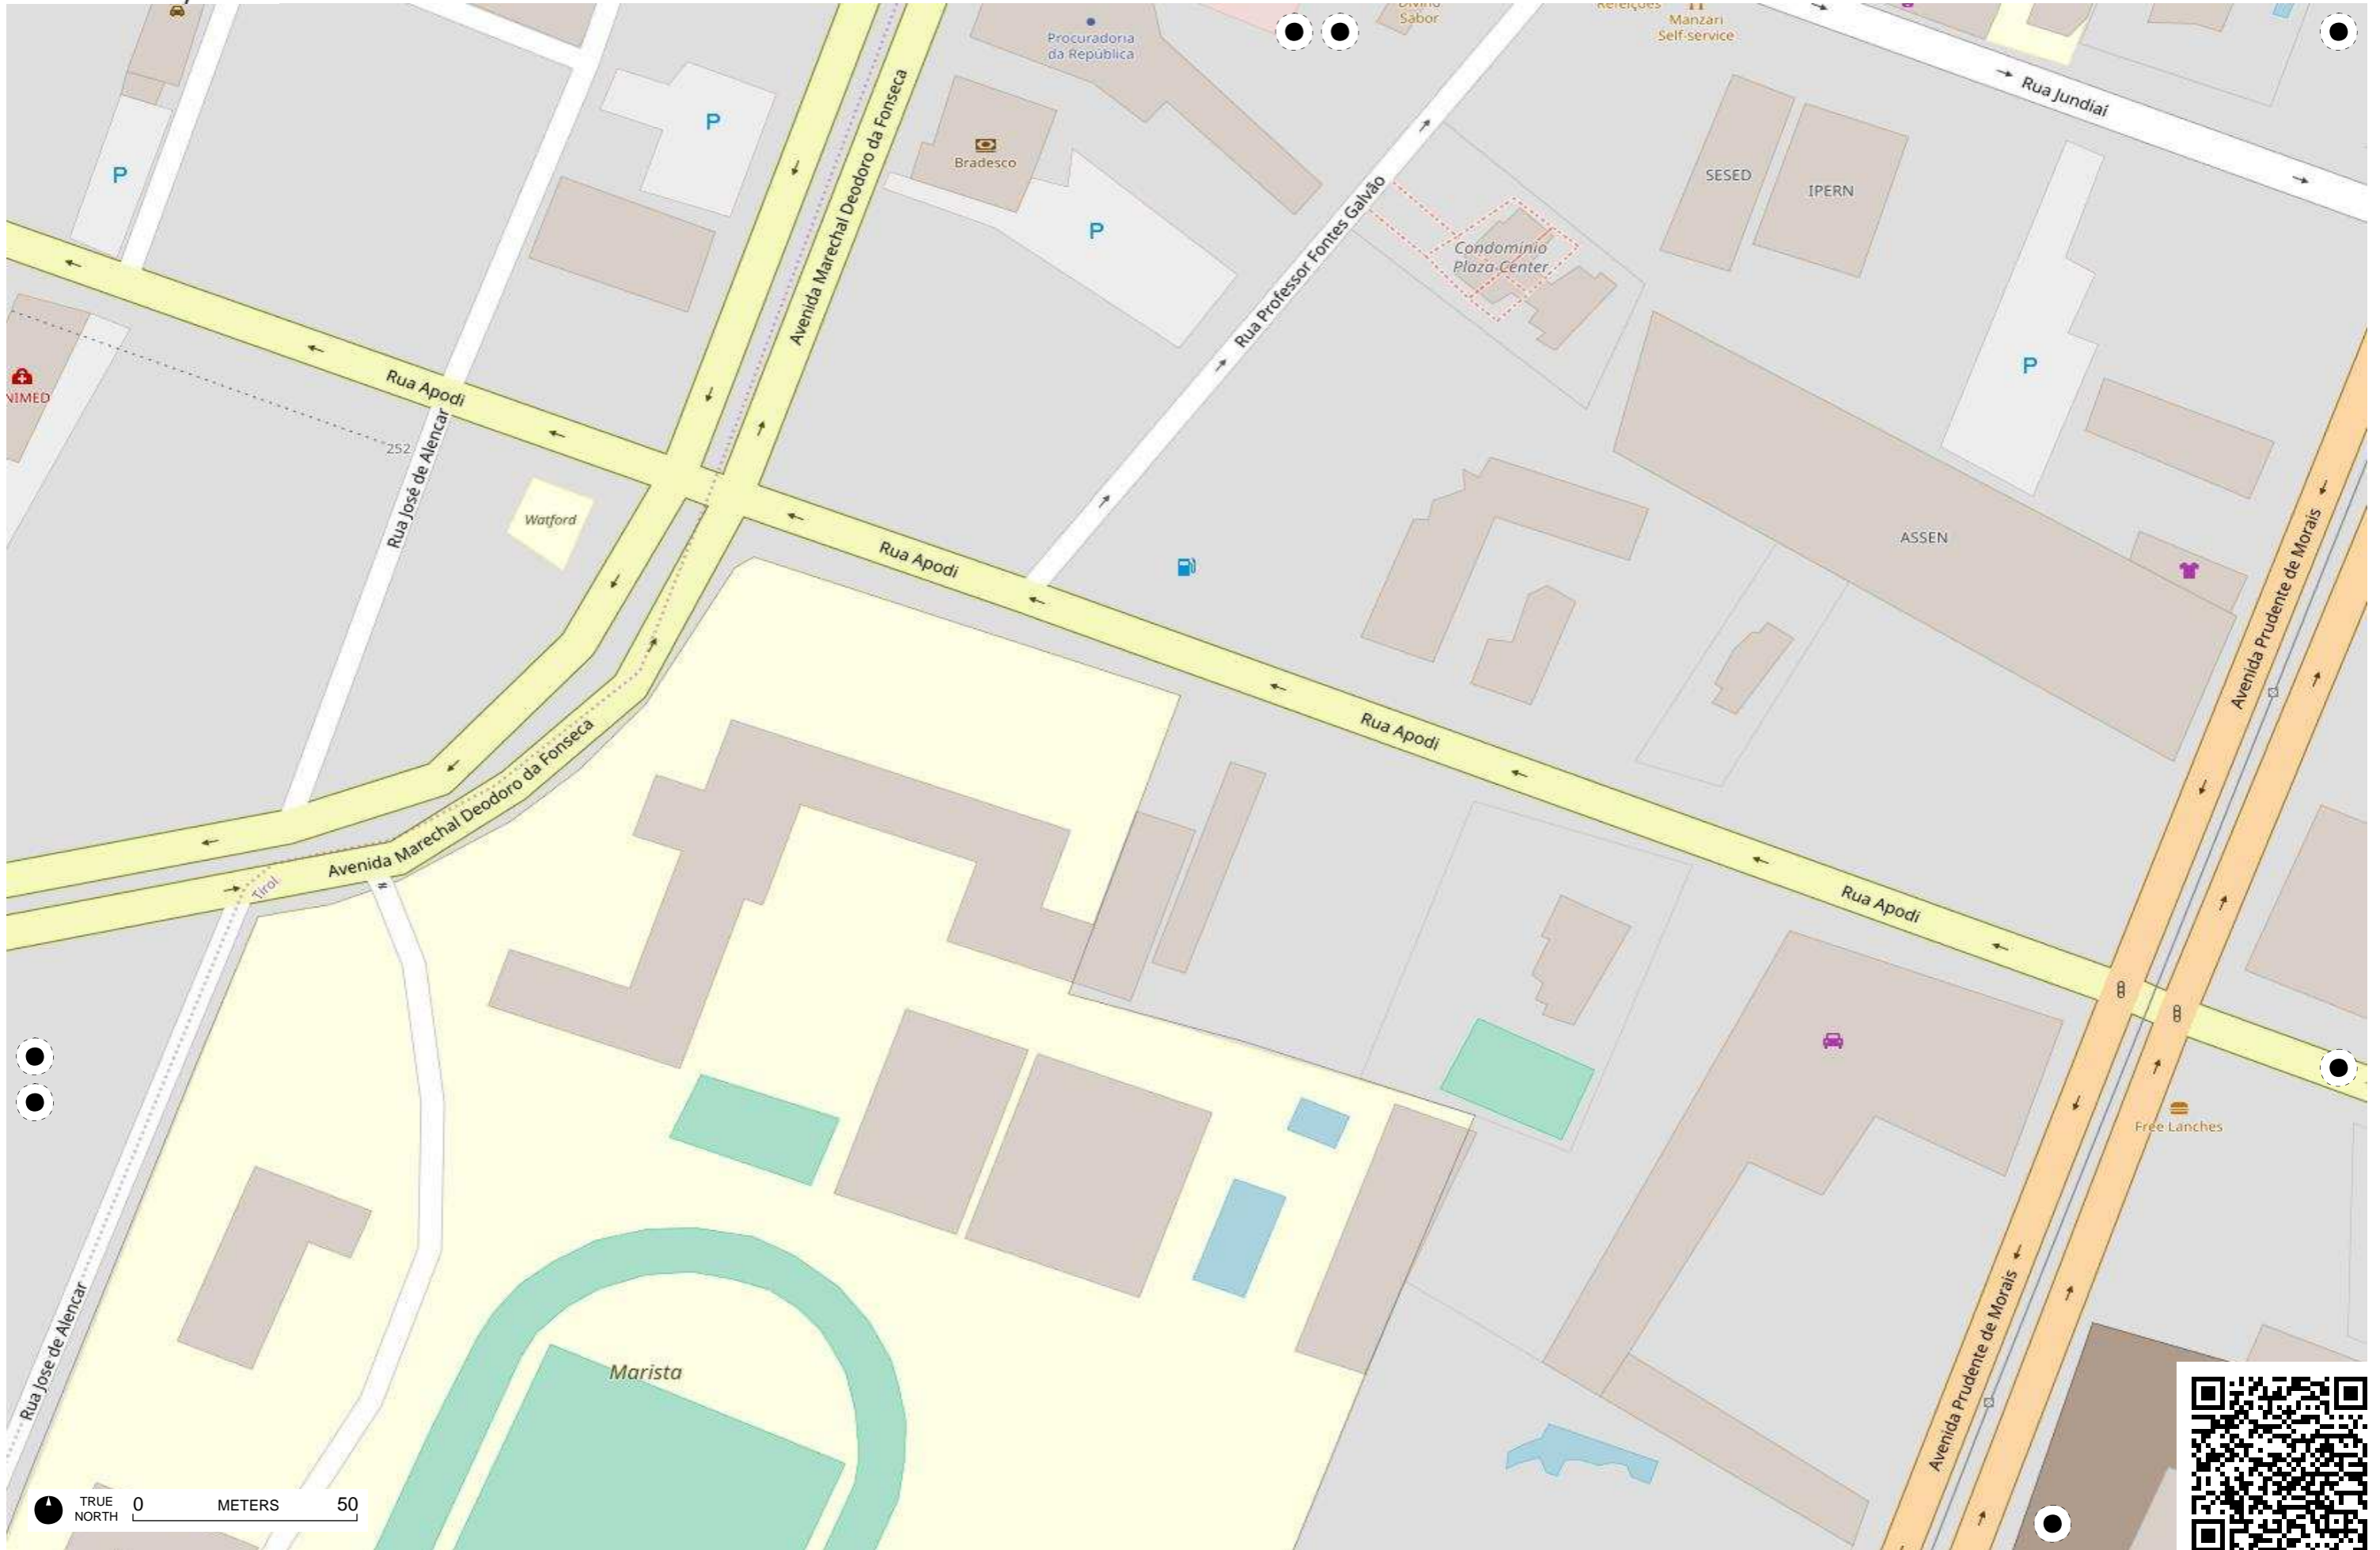 Procuradoria
da República
Sabor
Manzari
Self-service
Rua Jundiaí
P
Avenida Marechal Deodoro da Fonseca
Bradesco
P
SESED
IPERN
P
Rua Professor Fontes Galvão
Condominio
Plaza Center
P
Rua Apodi
NIMED
252
Rua José de Alencar
Watford
Rua Apodi
ASSEN
Avenida Prudente de Morais
Rua Apodi
Avenida Marechal Deodoro da Fonseca
Tirol
Rua Apodi
Free Lanches
Rua Jose de Alencar
Marista
Avenida Prudente de Morais
TRUE
NORTH
0 METERS 50